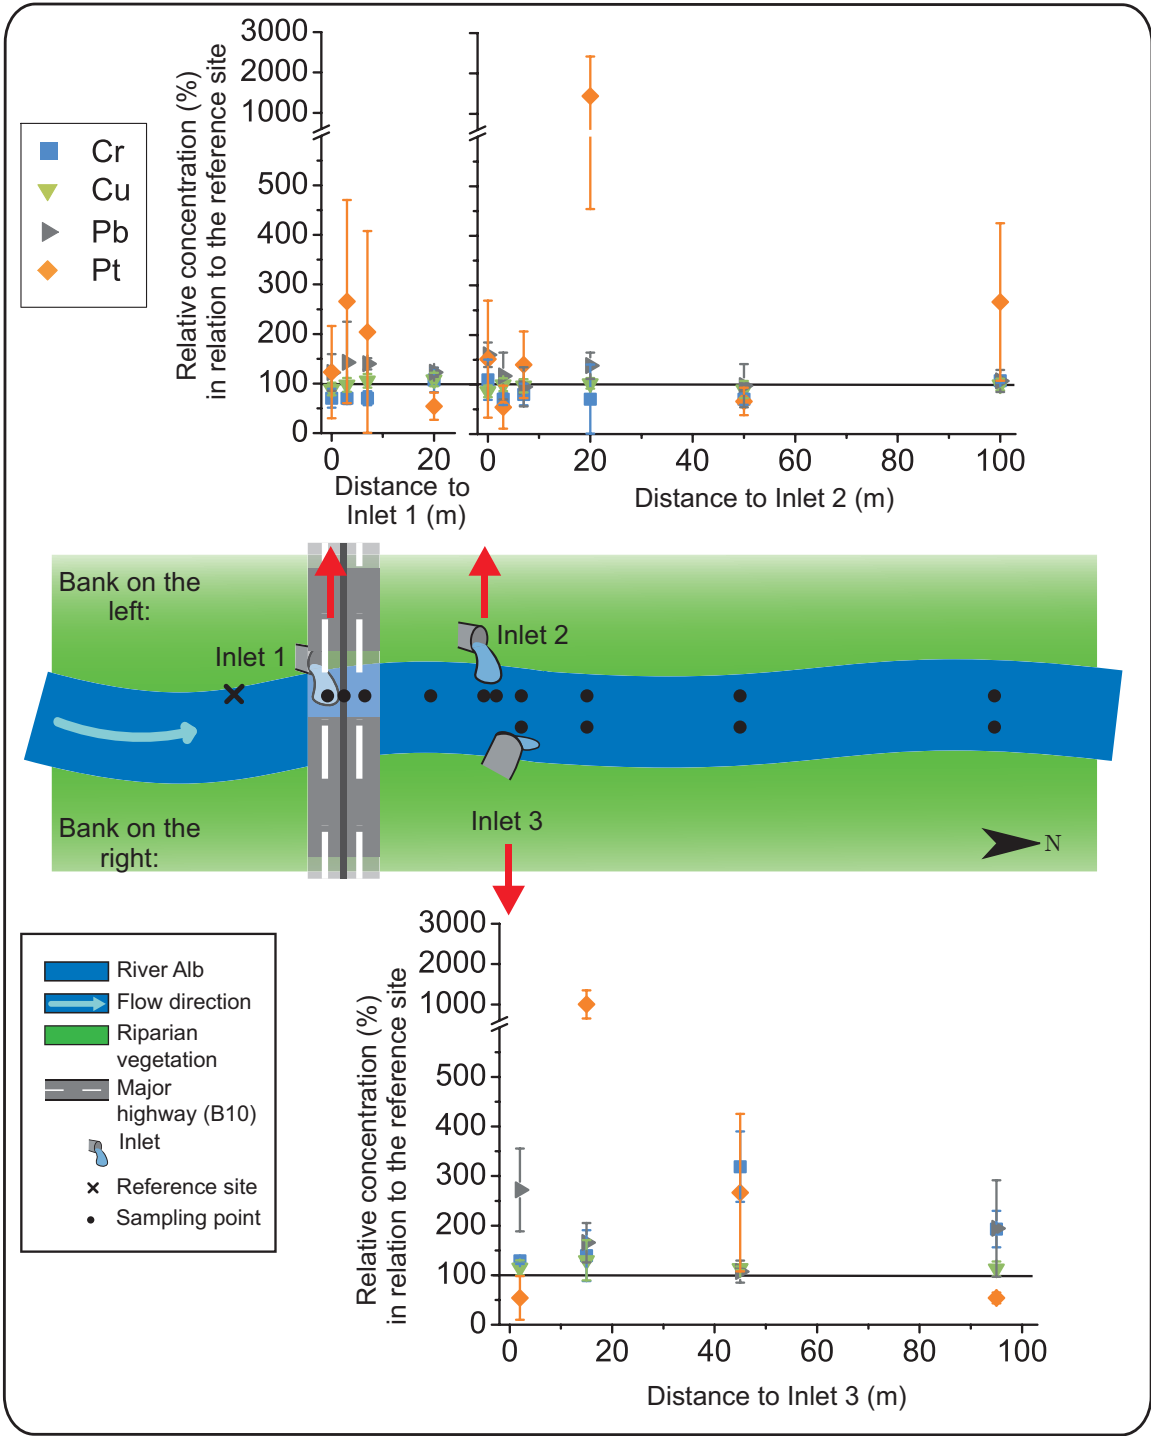 3000
2000
1000
500
400
300
200
100
0
Relative concentration (%)
in relation to the reference site
Cr
Cu
Pb
Pt
0 20
Distance to
Inlet 1 (m)
0 20 40 60 80 100
Distance to Inlet 2 (m)
Bank on the
left:
Inlet 1
Inlet 2
Inlet 3
Bank on the
right:
N
River Alb
Flow direction
Riparian
vegetation
Major
highway (B10)
Inlet
Reference site
Sampling point
3000
2000
1000
500
400
300
200
100
0
Relative concentration (%)
in relation to the reference site
0 20 40 60 80 100
Distance to Inlet 3 (m)